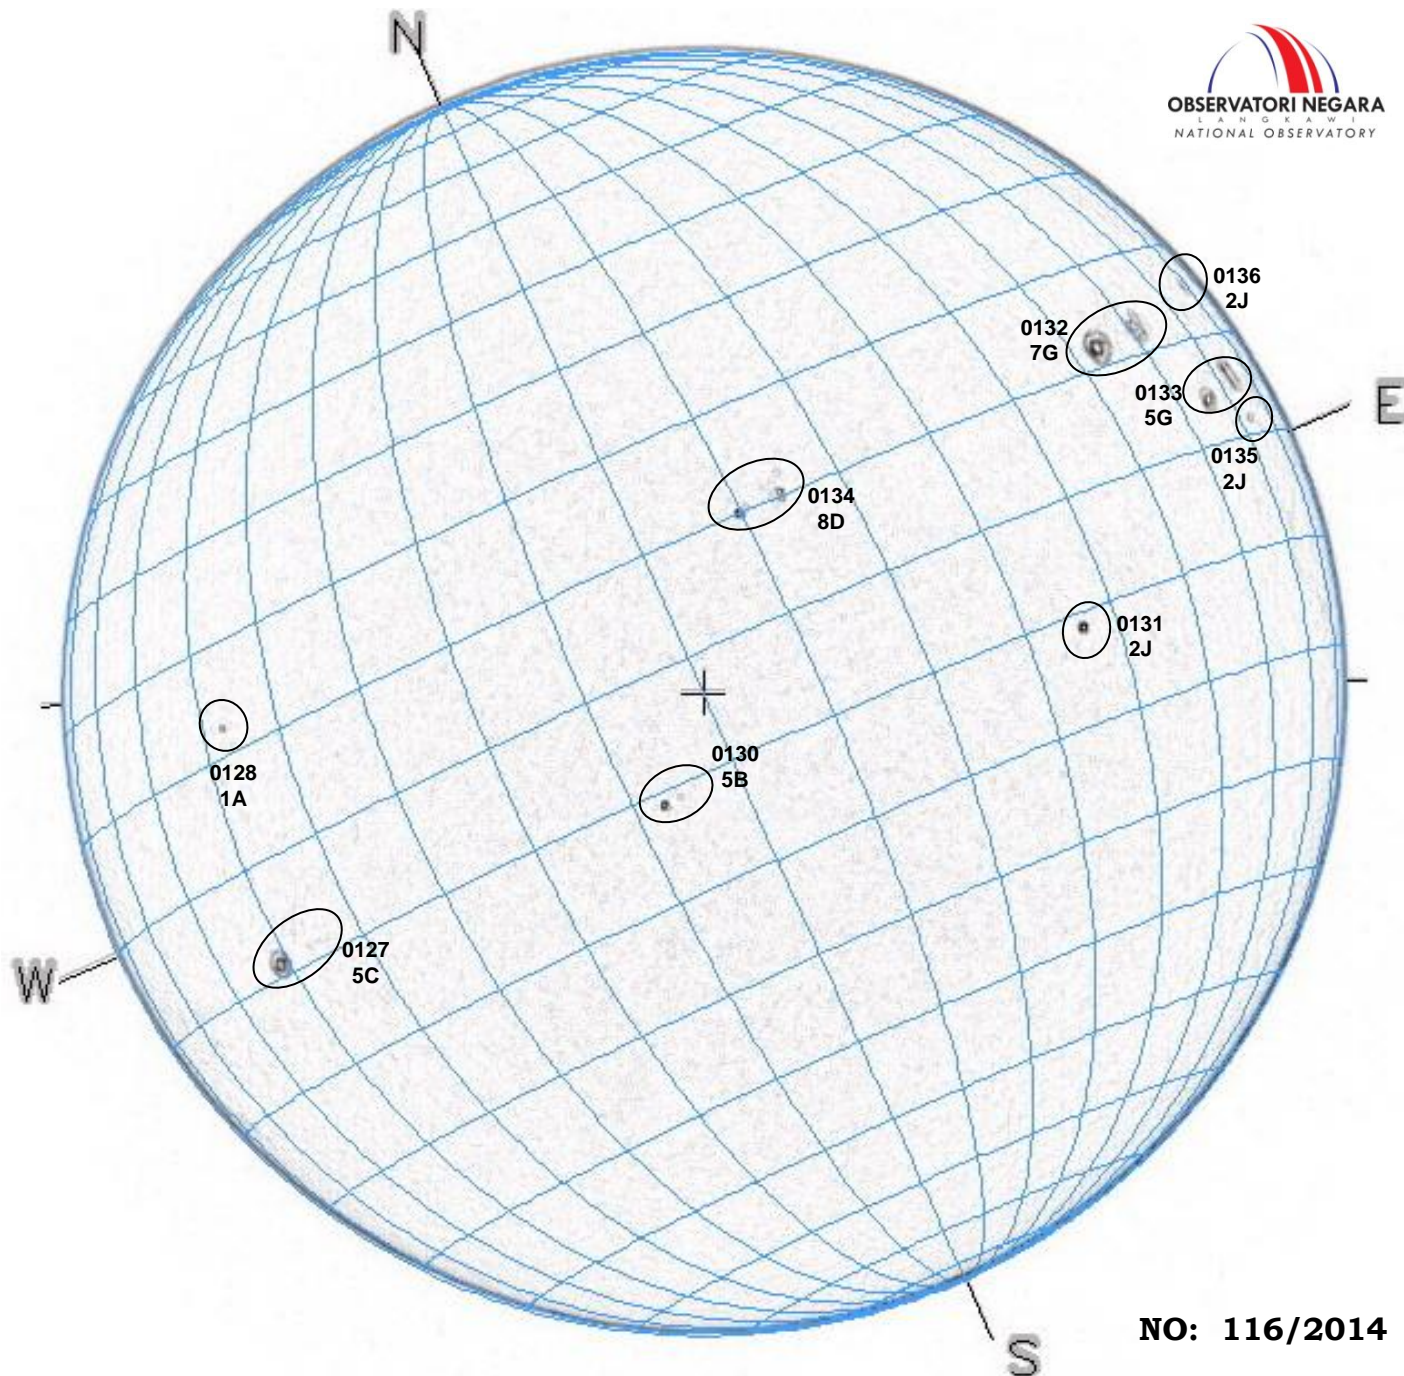 N
OBSERVATORI NEGARA
LANGKAWI
NATIONAL OBSERVATORY
0136
2J
0132
7G
0133
5G
E
0135
2J
0134
8D
0131
2J
0130
5B
0128
1A
0127
5C
W
NO: 116/2014
S